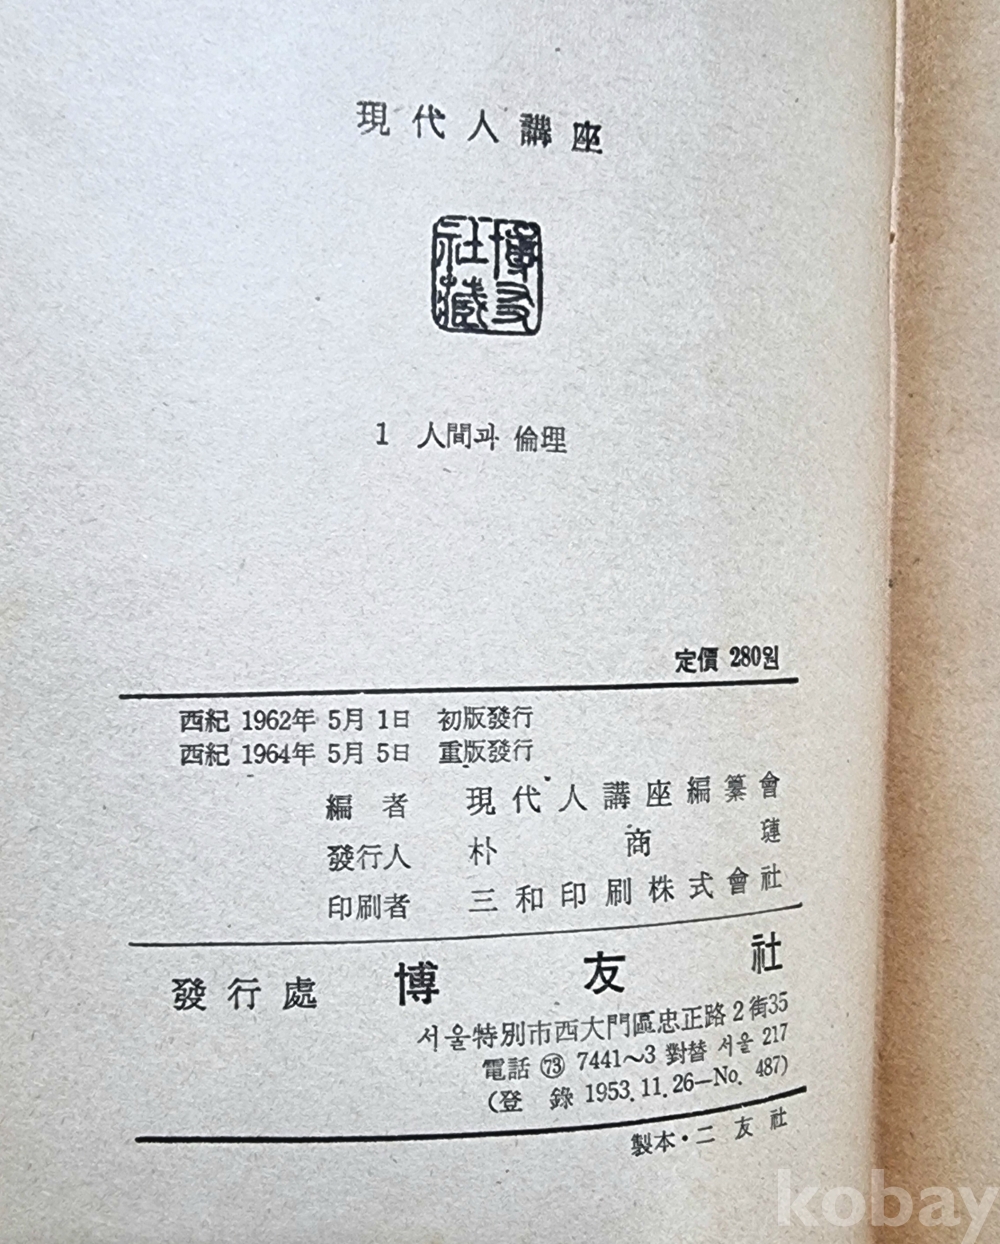 現代人講座
博友社藏
1 人間과 倫理
定價 280원
西紀 1962年 5月 1日 初版發行
西紀 1964年 5月 5日 重版發行
編者 現代人講座編纂會
發行人 朴商璉
印刷者 三和印刷株式會社
發行處 博友社
서울特別市西大門區忠正路2街35
電話 ㊆㊂ 7441～3 對替 서울 217
(登錄 1953. 11. 26—No. 487)
製本·二友社
kobay